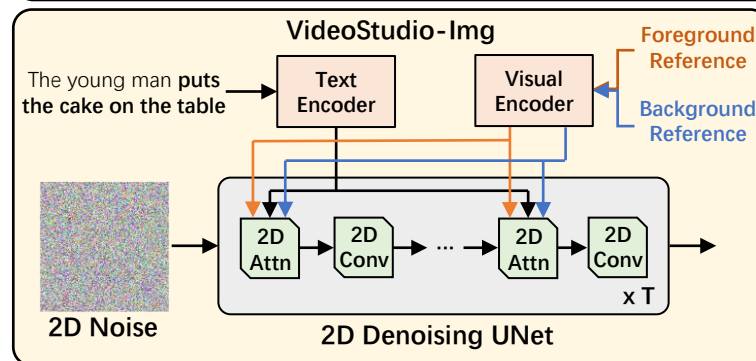 VideoStudio-Img
The young man puts
the cake on the table
Text
Encoder
Visual
Encoder
Foreground
Reference
Background
Reference
2D
Attn
2D
Conv
...
2D
Attn
2D
Conv
x T
2D Noise
2D Denoising UNet